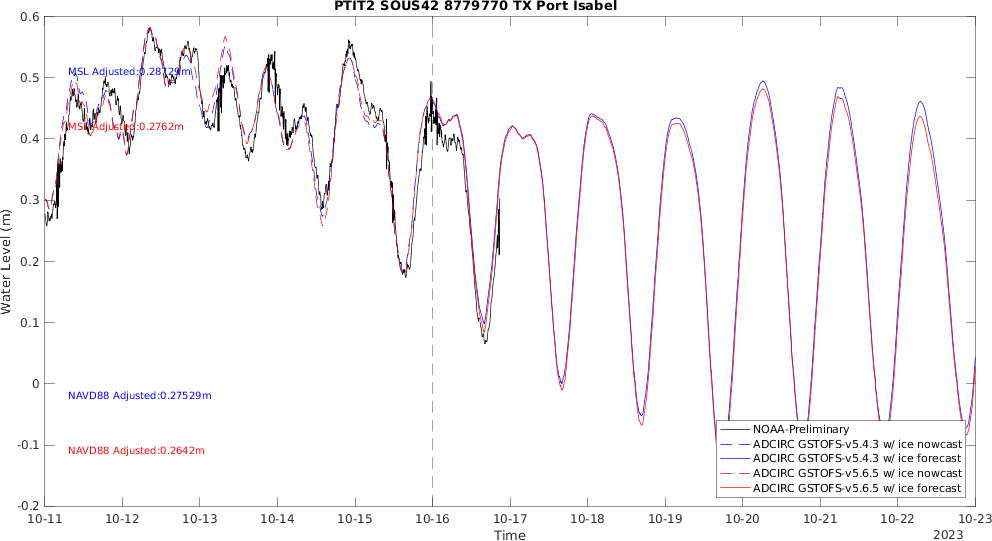 PTIT2 SOUS42 8779770 TX Port Isabel
0.6
0.5
0.4
0.3
0.2
0.1
0
-0.1
-0.2
Water Level (m)
MSL Adjusted:0.28129m
MSL Adjusted:0.2762m
NAVD88 Adjusted:0.27529m
NAVD88 Adjusted:0.2642m
NOAA-Preliminary
ADCIRC GSTOFS-v5.4.3 w/ ice nowcast
ADCIRC GSTOFS-v5.4.3 w/ ice forecast
ADCIRC GSTOFS-v5.6.5 w/ ice nowcast
ADCIRC GSTOFS-v5.6.5 w/ ice forecast
10-11 10-12 10-13 10-14 10-15 10-16 10-17 10-18 10-19 10-20 10-21 10-22 10-23
Time
2023